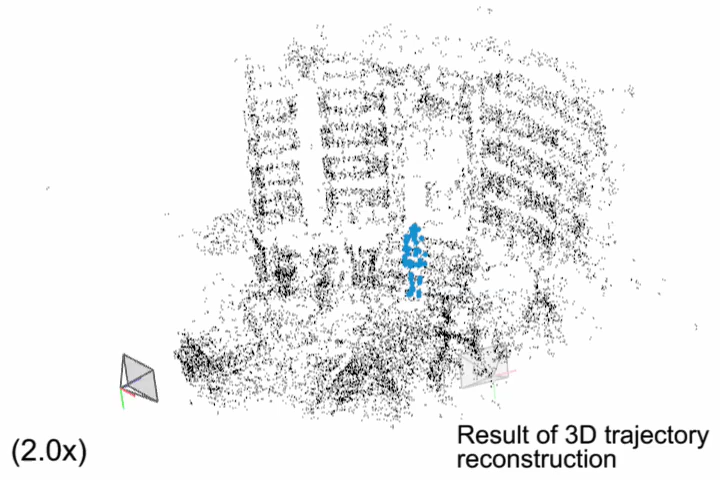 (2.0x)
Result of 3D trajectory
reconstruction